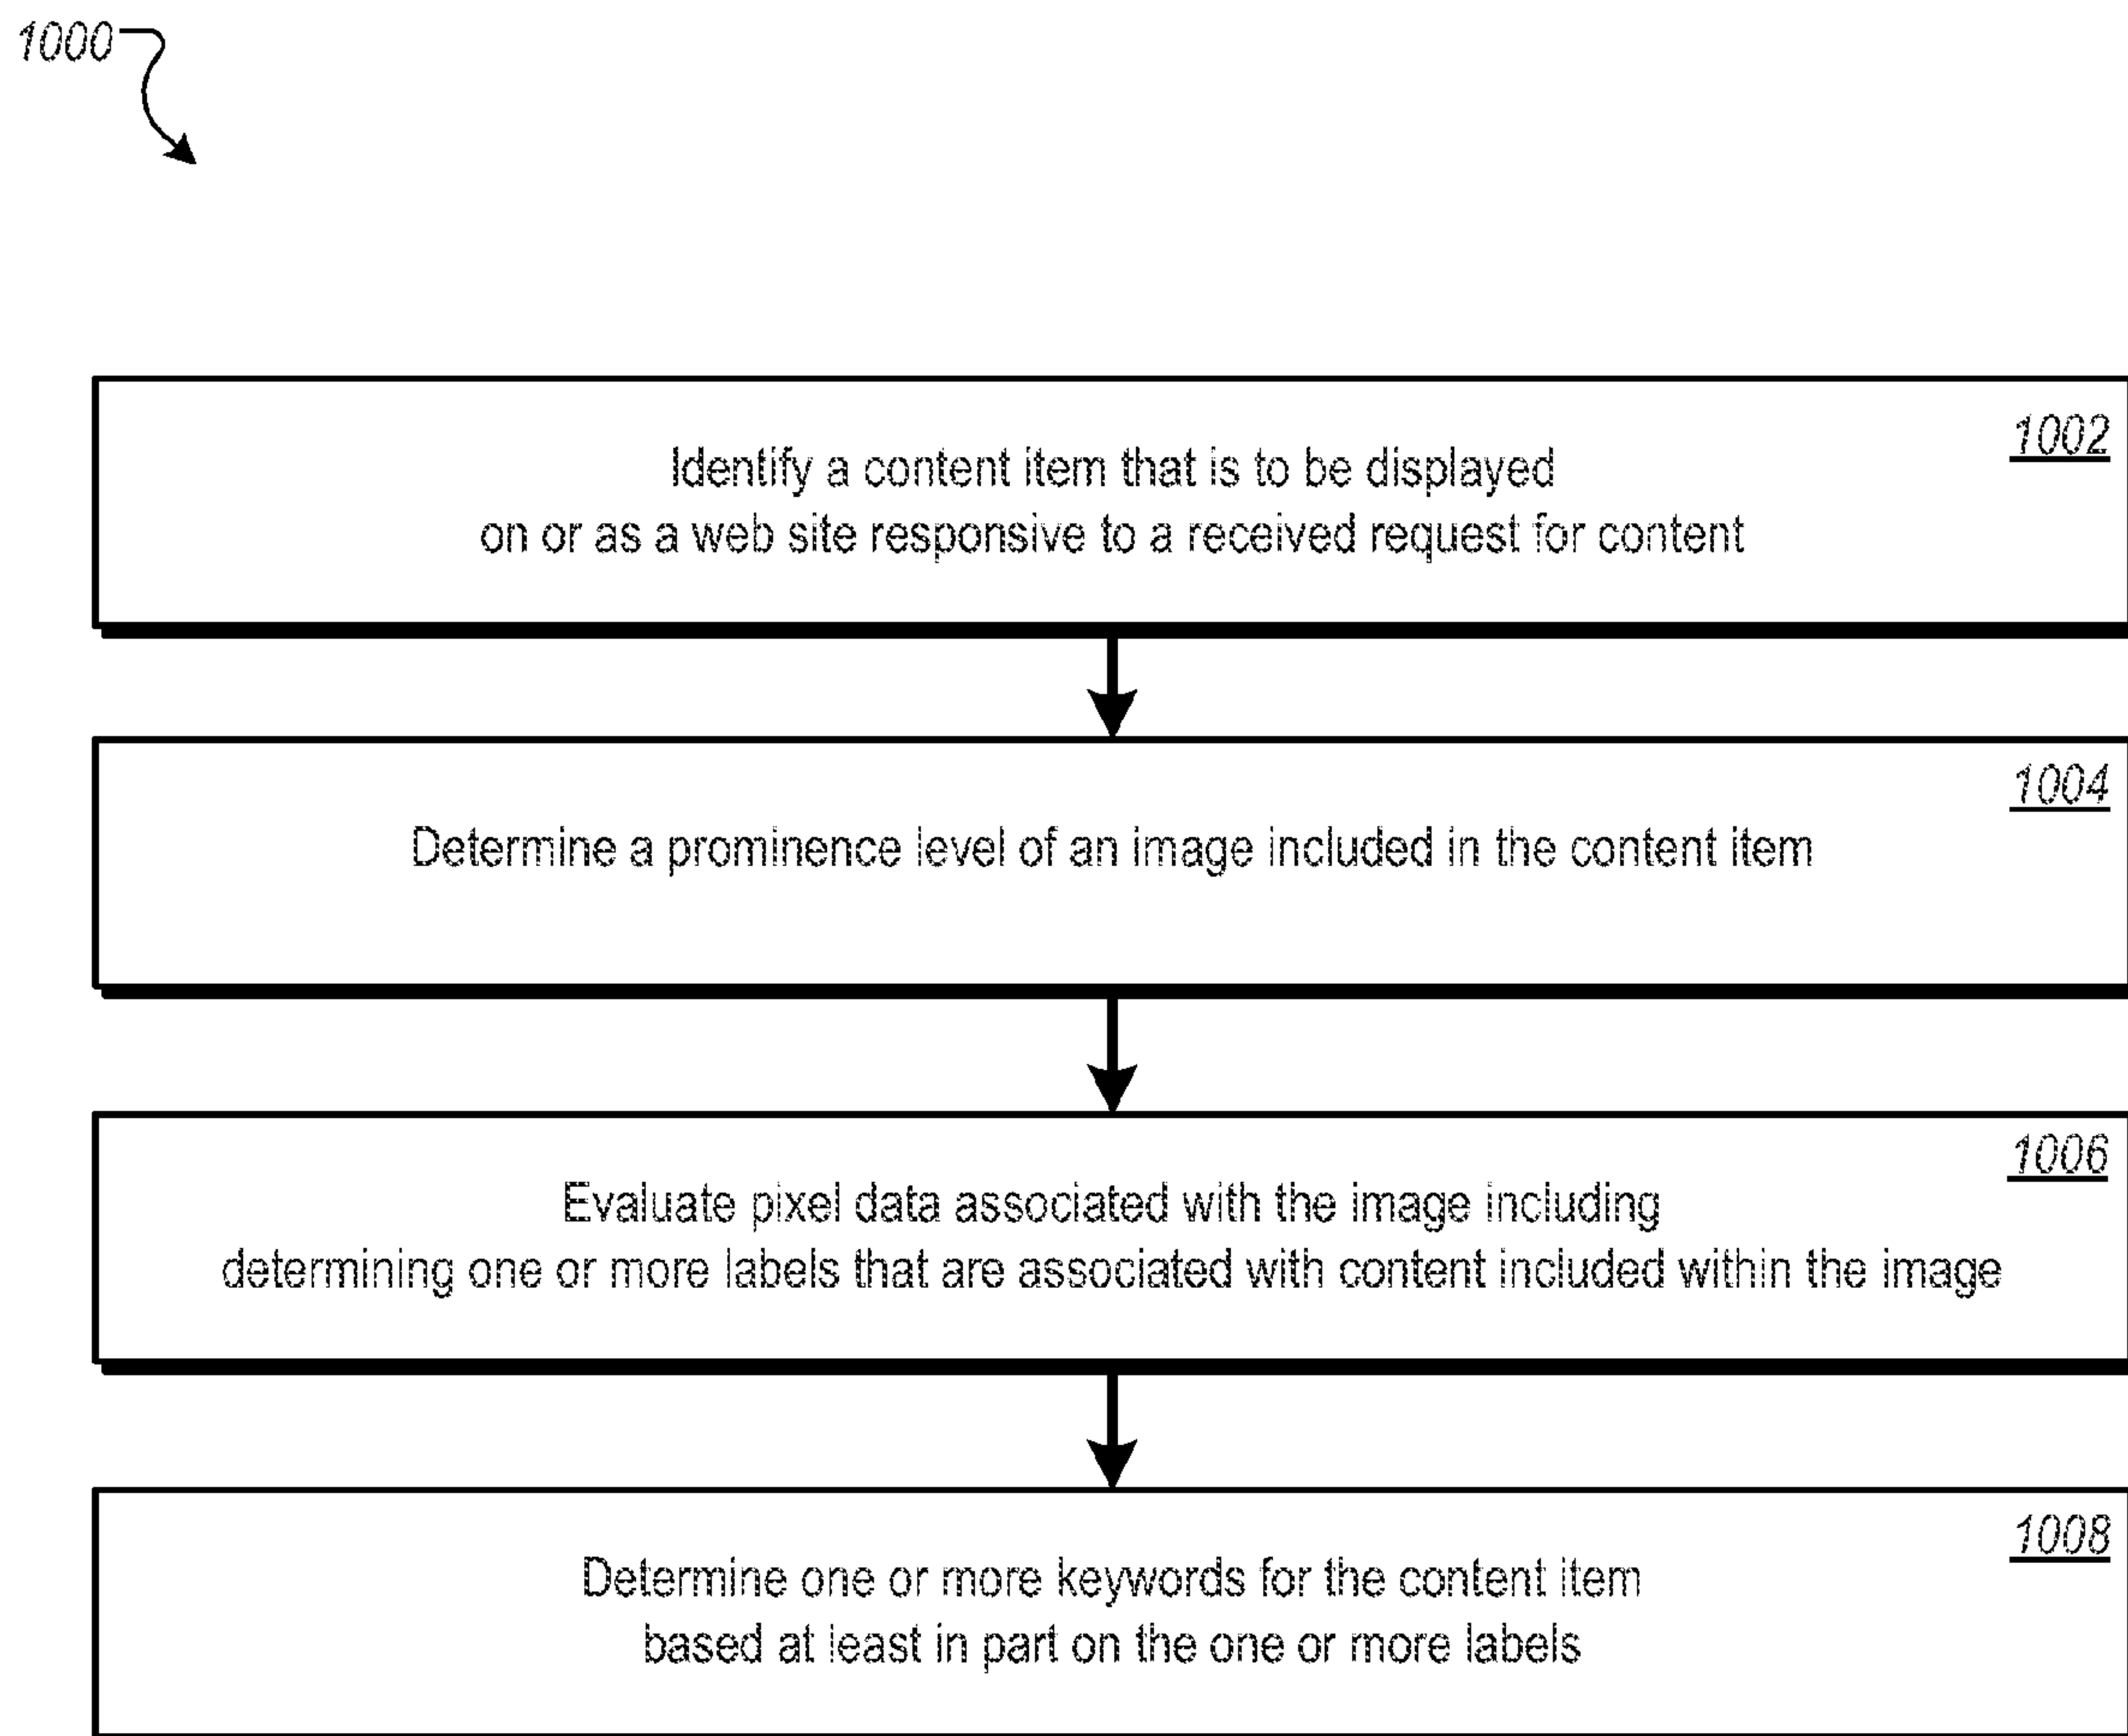 1000
1002
Identify a content item that is to be displayed
on or as a web site responsive to a received request for content
1004
Determine a prominence level of an image included in the content item
1006
Evaluate pixel data associated with the image including
determining one or more labels that are associated with content included within the image
1008
Determine one or more keywords for the content item
based at least in part on the one or more labels